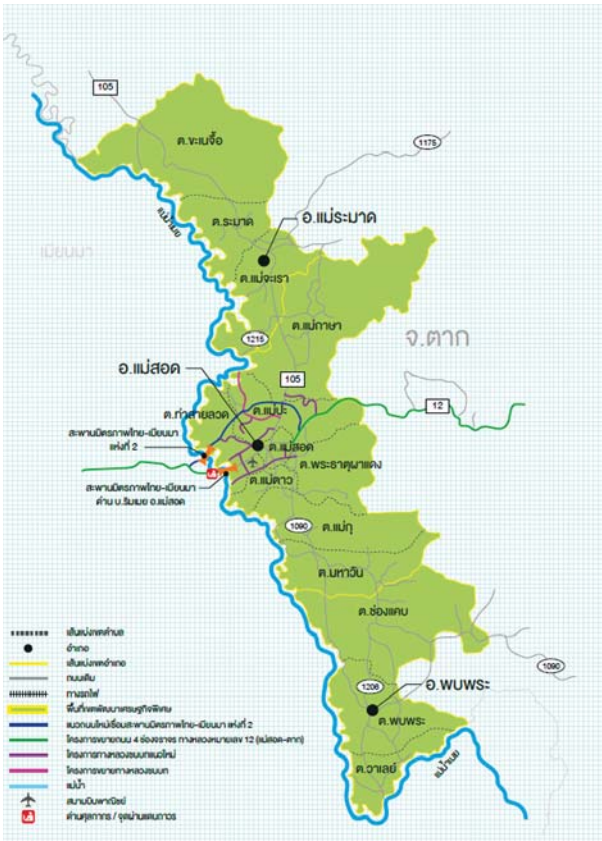 105
ต.ขะเนจื้อ
1175
แม่น้ำเมย
ต.ระมาด
อ.แม่ระมาด
เมียนมา
ต.แม่จะเรา
ต.แม่กาษา
1215
จ.ตาก
อ.แม่สอด
105
ต.ท่าสายลวด
ต.แม่ปะ
12
สะพานมิตรภาพไทย-เมียนมา
แห่งที่ 2
ต.แม่สอด
ต.พระธาตุผาแดง
ต.แม่ตาว
สะพานมิตรภาพไทย-เมียนมา
ด่าน บ.ริมเมย อ.แม่สอด
1090
ต.แม่กุ
ต.มหาวัน
ต.ช่องแคบ
1090
1206
อ.พบพระ
ต.พบพระ
ต.วาเลย์
แม่น้ำเมย
เส้นแบ่งเขตตำบล
อำเภอ
เส้นแบ่งเขตอำเภอ
ถนนเดิม
ทางรถไฟ
พื้นที่เขตพัฒนาเศรษฐกิจพิเศษ
แนวถนนใหม่เชื่อมสะพานมิตรภาพไทย-เมียนมา แห่งที่ 2
โครงการขยายถนน 4 ช่องจราจร ทางหลวงหมายเลข 12 (แม่สอด-ตาก)
โครงการทางหลวงชนบทแนวใหม่
โครงการขยายทางหลวงชนบท
แม่น้ำ
สนามบินพาณิชย์
ด่านศุลกากร / จุดผ่านแดนถาวร